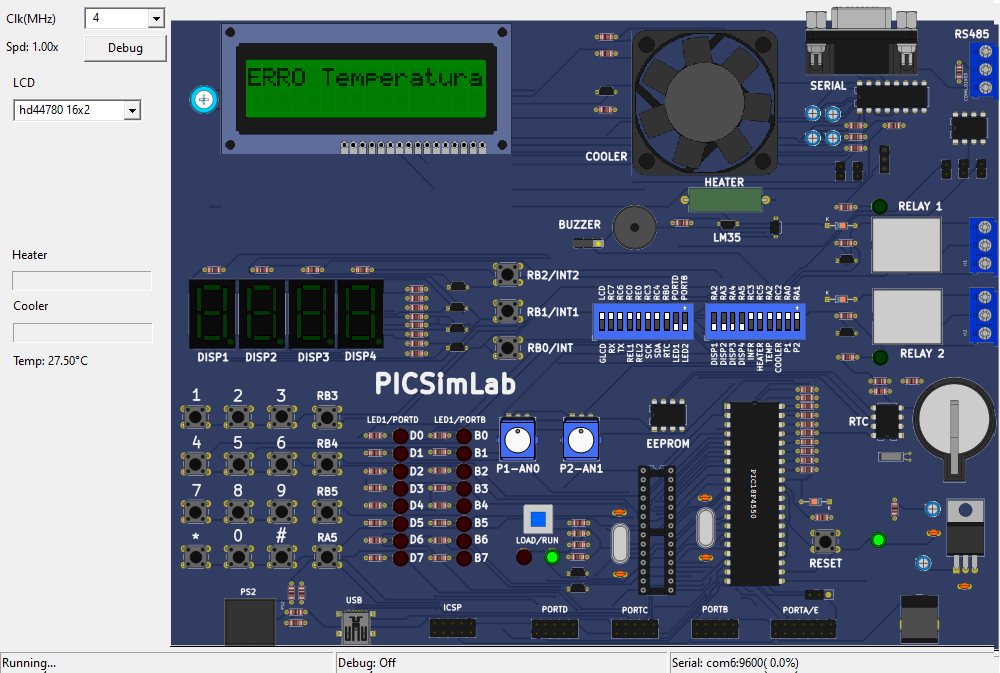 Clk(MHz)
4
Spd: 1.00x
Debug
LCD
hd44780 16x2
Heater
Cooler
Temp: 27.50°C
ERRO Temperatura
COOLER
SERIAL
RS485
HEATER
BUZZER
LM35
RELAY 1
RELAY 2
RB2/INT2
RB1/INT1
RB0/INT
DISP1
DISP2
DISP3
DISP4
LCD
RC7
RC6
RE0
RC3
RC4
RB0
PORTD
PORTB
GLCD
RX
TX
REL1
REL2
SCK
SDA
RTC
LED1
LED2
RA2
RA3
RA4
RA5
RC3
RC5
RA2
RC2
RA0
RA1
DISP1
DISP2
DISP3
DISP4
INFR
HEATER
TEMP
COOLER
P1
P2
PICSimLab
1
2
3
RB3
4
5
6
RB4
7
8
9
RB5
*
0
#
RA5
LED1/PORTD
LED1/PORTB
D0
B0
D1
B1
D2
B2
D3
B3
D4
B4
D5
B5
D6
B6
D7
B7
P1-AN0
P2-AN1
EEPROM
RTC
PIC18F4550
LOAD/RUN
RESET
PS2
USB
ICSP
PORTD
PORTC
PORTB
PORTA/E
Running...
Debug: Off
Serial: com6:9600( 0.0%)